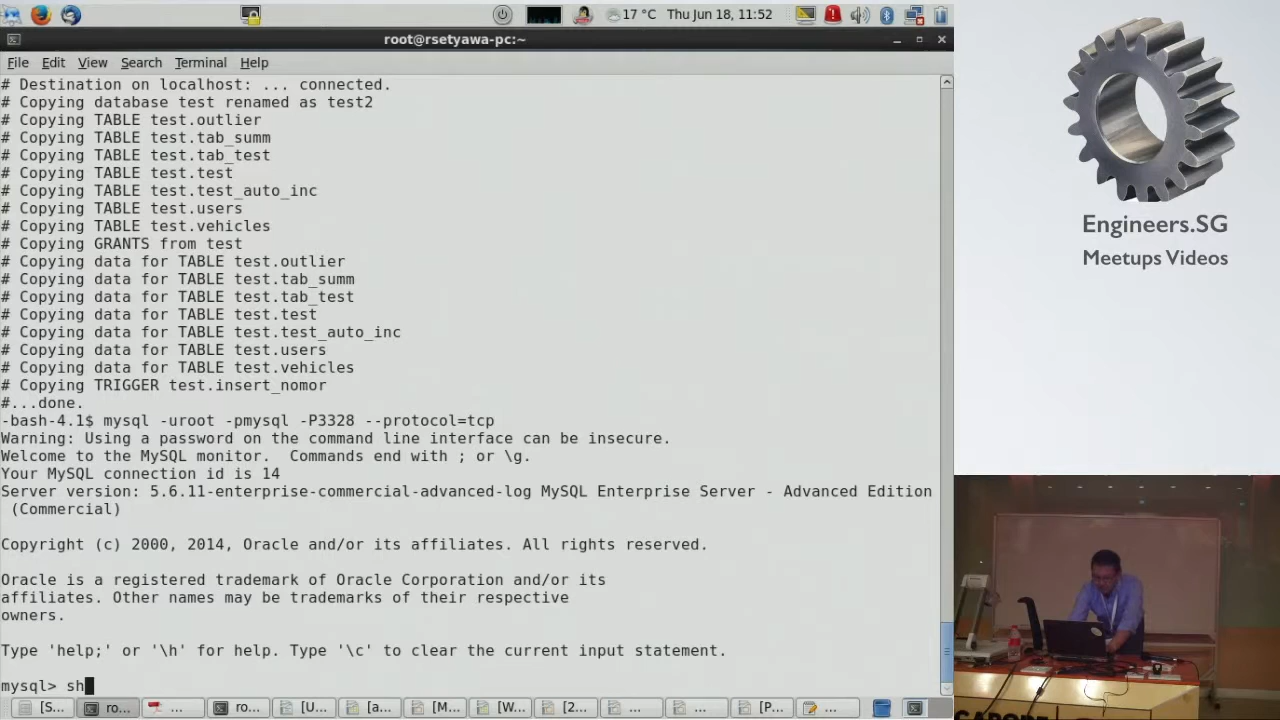 17 °C Thu Jun 18, 11:52
root@rsetyawa-pc:~
File Edit View Search Terminal Help
# Destination on localhost: ... connected.
# Copying database test renamed as test2
# Copying TABLE test.outlier
# Copying TABLE test.tab_summ
# Copying TABLE test.tab_test
# Copying TABLE test.test
# Copying TABLE test.test_auto_inc
# Copying TABLE test.users
# Copying TABLE test.vehicles
# Copying GRANTS from test
# Copying data for TABLE test.outlier
# Copying data for TABLE test.tab_summ
# Copying data for TABLE test.tab_test
# Copying data for TABLE test.test
# Copying data for TABLE test.test_auto_inc
# Copying data for TABLE test.users
# Copying data for TABLE test.vehicles
# Copying TRIGGER test.insert_nomor
#...done.
-bash-4.1$ mysql -uroot -pmysql -P3328 --protocol=tcp
Warning: Using a password on the command line interface can be insecure.
Welcome to the MySQL monitor.  Commands end with ; or \g.
Your MySQL connection id is 14
Server version: 5.6.11-enterprise-commercial-advanced-log MySQL Enterprise Server - Advanced Edition
(Commercial)
Copyright (c) 2000, 2014, Oracle and/or its affiliates. All rights reserved.
Oracle is a registered trademark of Oracle Corporation and/or its
affiliates. Other names may be trademarks of their respective
owners.
Type 'help;' or '\h' for help. Type '\c' to clear the current input statement.
mysql> sh
[S... ro... ... ro... [U... [a... [M... [W... [2... ... ... [P... ...
Engineers.SG
Meetups Videos